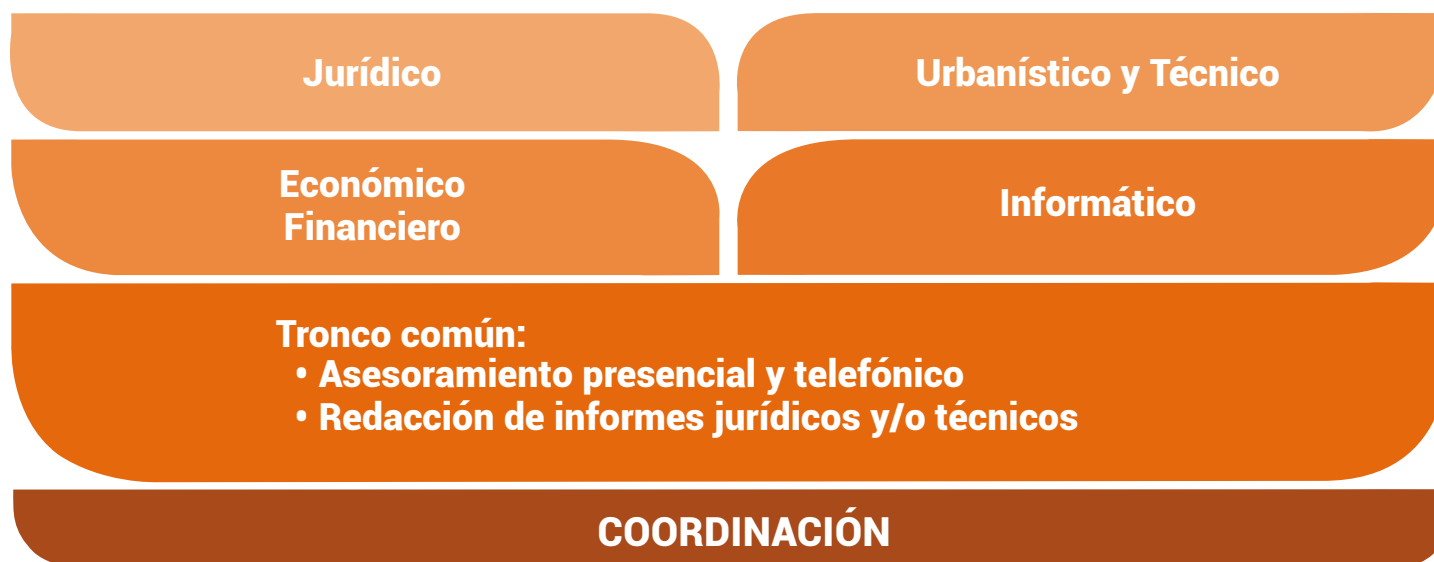 Jurídico
Urbanístico y Técnico
Económico
Financiero
Informático
Tronco común:
• Asesoramiento presencial y telefónico
• Redacción de informes jurídicos y/o técnicos
COORDINACIÓN